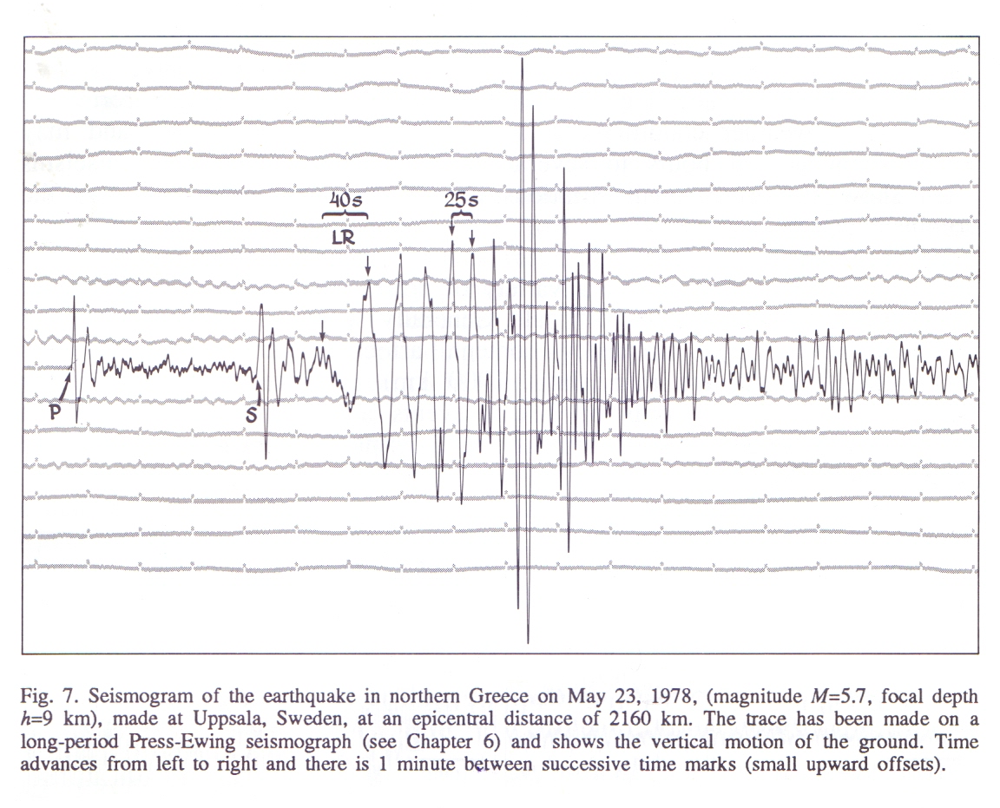 40s 25s
LR
P S
Fig. 7. Seismogram of the earthquake in northern Greece on May 23, 1978, (magnitude M=5.7, focal depth
h=9 km), made at Uppsala, Sweden, at an epicentral distance of 2160 km. The trace has been made on a
long-period Press-Ewing seismograph (see Chapter 6) and shows the vertical motion of the ground. Time
advances from left to right and there is 1 minute between successive time marks (small upward offsets).